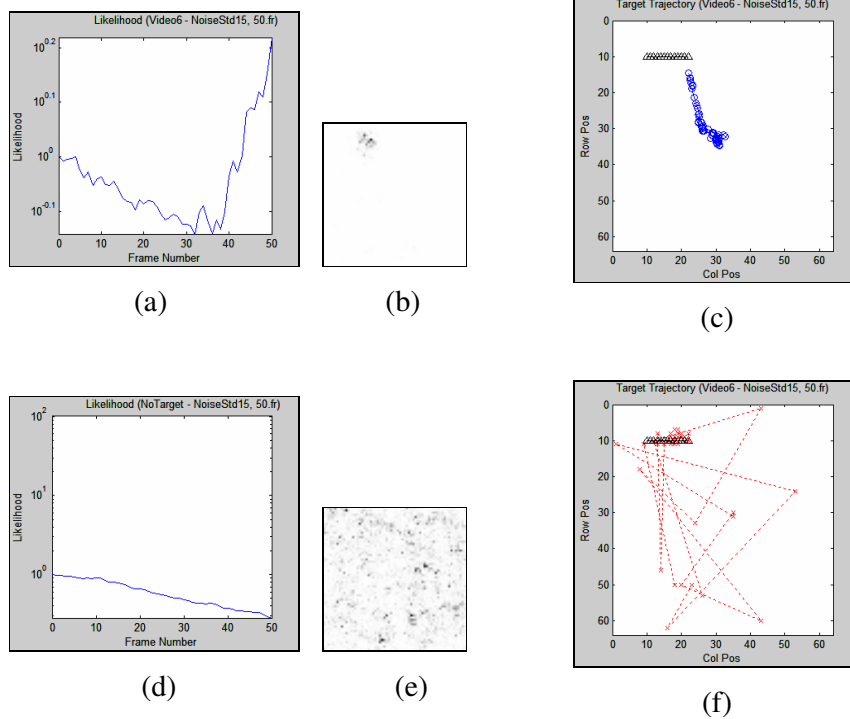 Likelihood (Video6 - NoiseStd15, 50.fr)
10^0.2
10^0.1
10^0
10^-0.1
Likelihood
0 10 20 30 40 50
Frame Number
(a)
(b)
Target Trajectory (Video6 - NoiseStd15, 50.fr)
0
10
20
30
40
50
60
Row Pos
0 10 20 30 40 50 60
Col Pos
(c)
Likelihood (NoTarget - NoiseStd15, 50.fr)
10^2
10^1
10^0
Likelihood
0 10 20 30 40 50
Frame Number
(d)
(e)
Target Trajectory (Video6 - NoiseStd15, 50.fr)
0
10
20
30
40
50
60
Row Pos
0 10 20 30 40 50 60
Col Pos
(f)